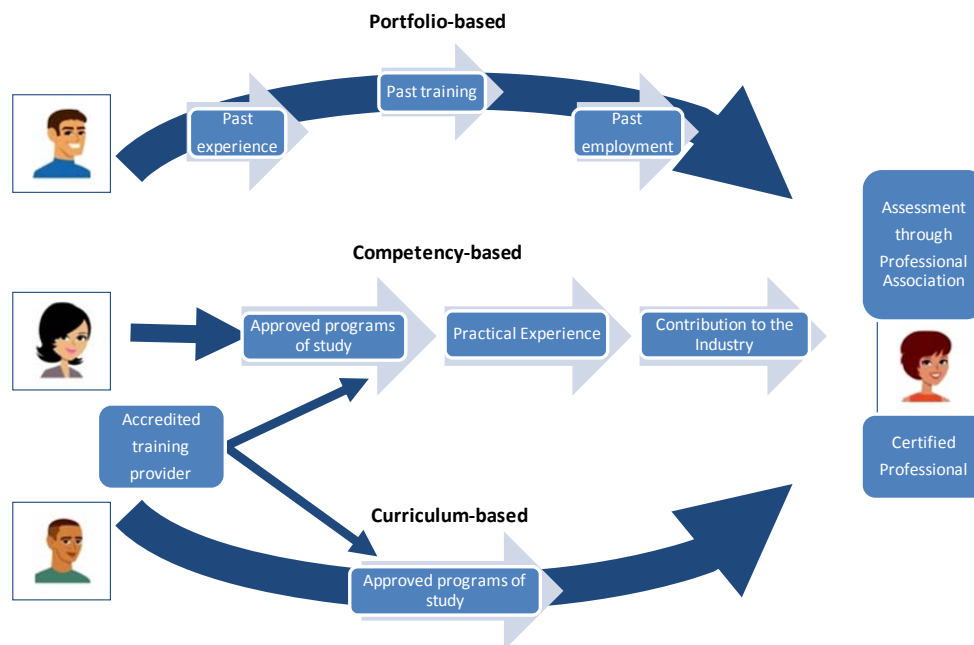 Portfolio-based
Past training
Past
experience
Past
employment
Assessment
through
Professional
Association
Competency-based
Approved programs
of study
Practical Experience
Contribution to the
Industry
Accredited
training
provider
Certified
Professional
Curriculum-based
Approved programs of
study